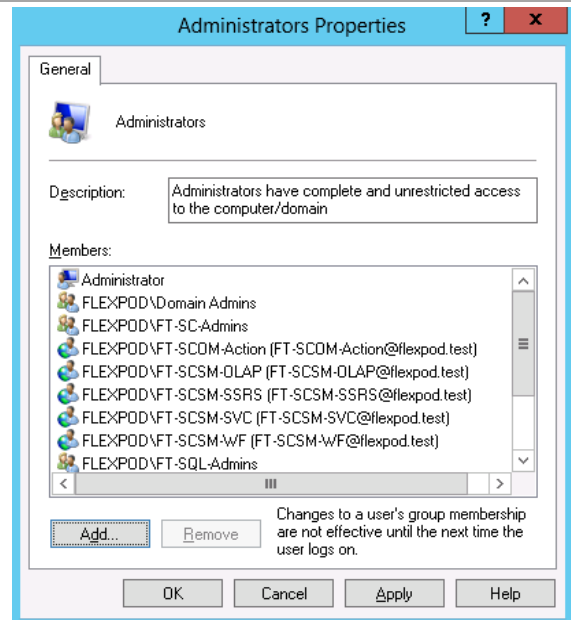 Administrators Properties
?
x
General
Administrators
Description:
Administrators have complete and unrestricted access
to the computer/domain
Members:
Administrator
FLEXPOD\Domain Admins
FLEXPOD\FT-SC-Admins
FLEXPOD\FT-SCOM-Action (FT-SCOM-Action@flexpod.test)
FLEXPOD\FT-SCSM-OLAP (FT-SCSM-OLAP@flexpod.test)
FLEXPOD\FT-SCSM-SSRS (FT-SCSM-SSRS@flexpod.test)
FLEXPOD\FT-SCSM-SVC (FT-SCSM-SVC@flexpod.test)
FLEXPOD\FT-SCSM-WF (FT-SCSM-WF@flexpod.test)
FLEXPOD\FT-SQL-Admins
Add...
Remove
Changes to a user's group membership
are not effective until the next time the
user logs on.
OK
Cancel
Apply
Help